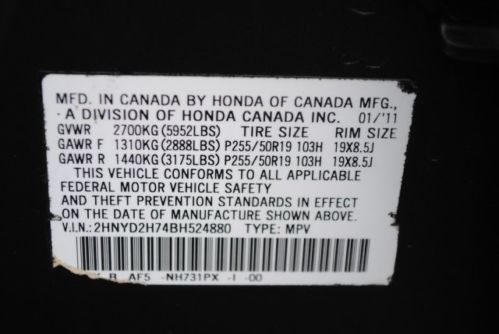 MFD. IN CANADA BY HONDA OF CANADA MFG.,
A DIVISION OF HONDA CANADA INC. 01/'11
GVWR 2700KG (5952LBS) TIRE SIZE RIM SIZE
GAWR F 1310KG (2888LBS) P255/50R19 103H 19X8.5J
GAWR R 1440KG (3175LBS) P255/50R19 103H 19X8.5J
THIS VEHICLE CONFORMS TO ALL APPLICABLE
FEDERAL MOTOR VEHICLE SAFETY
AND THEFT PREVENTION STANDARDS IN EFFECT
ON THE DATE OF MANUFACTURE SHOWN ABOVE.
V.I.N.: 2HNYD2H74BH524880 TYPE: MPV
R AF5 -NH731PX -I -00